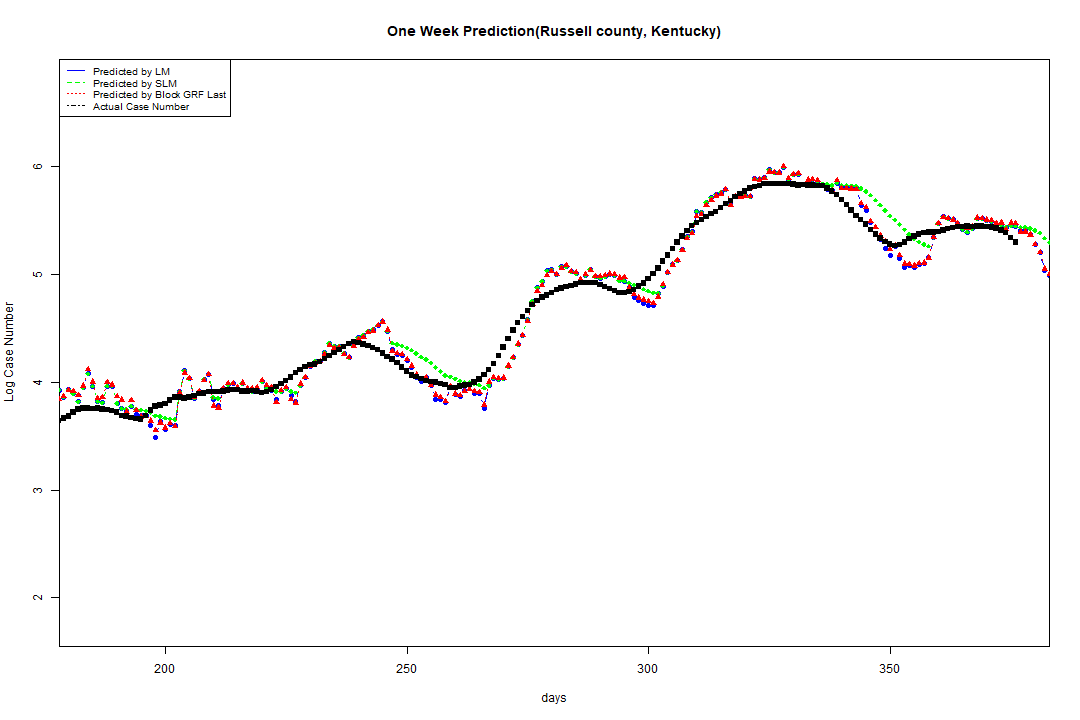 One Week Prediction(Russell county, Kentucky)
Predicted by LM
Predicted by SLM
Predicted by Block GRF Last
Actual Case Number
6
5
4
3
2
Log Case Number
200
250
300
350
days